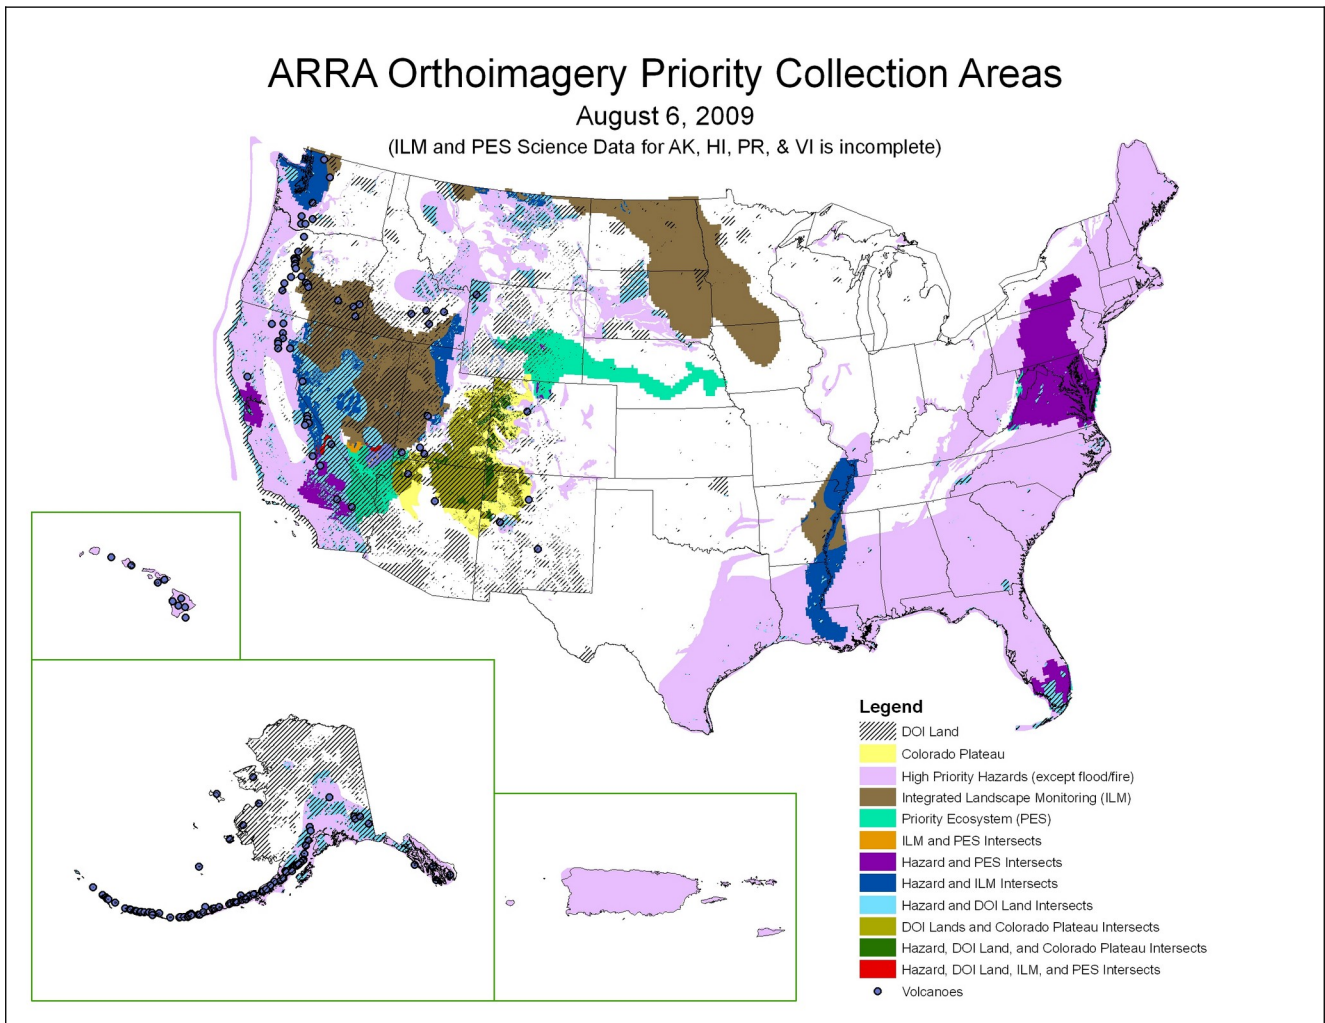 ARRA Orthoimagery Priority Collection Areas
August 6, 2009
(ILM and PES Science Data for AK, HI, PR, & VI is incomplete)
Legend
DOI Land
Colorado Plateau
High Priority Hazards (except flood/fire)
Integrated Landscape Monitoring (ILM)
Priority Ecosystem (PES)
ILM and PES Intersects
Hazard and PES Intersects
Hazard and ILM Intersects
Hazard and DOI Land Intersects
DOI Lands and Colorado Plateau Intersects
Hazard, DOI Land, and Colorado Plateau Intersects
Hazard, DOI Land, ILM, and PES Intersects
Volcanoes